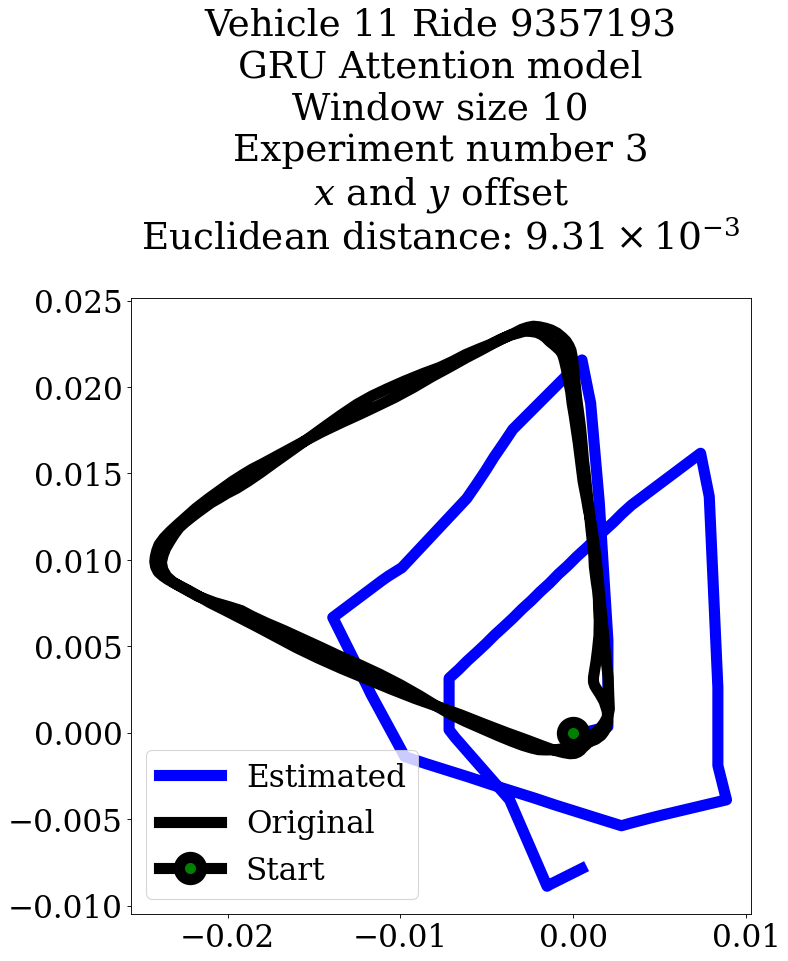 Vehicle 11 Ride 9357193
GRU Attention model
Window size 10
Experiment number 3
x and y offset
Euclidean distance: 9.31 × 10⁻³
0.025
0.020
0.015
0.010
0.005
0.000
−0.005
−0.010
Estimated
Original
Start
−0.02 −0.01 0.00 0.01